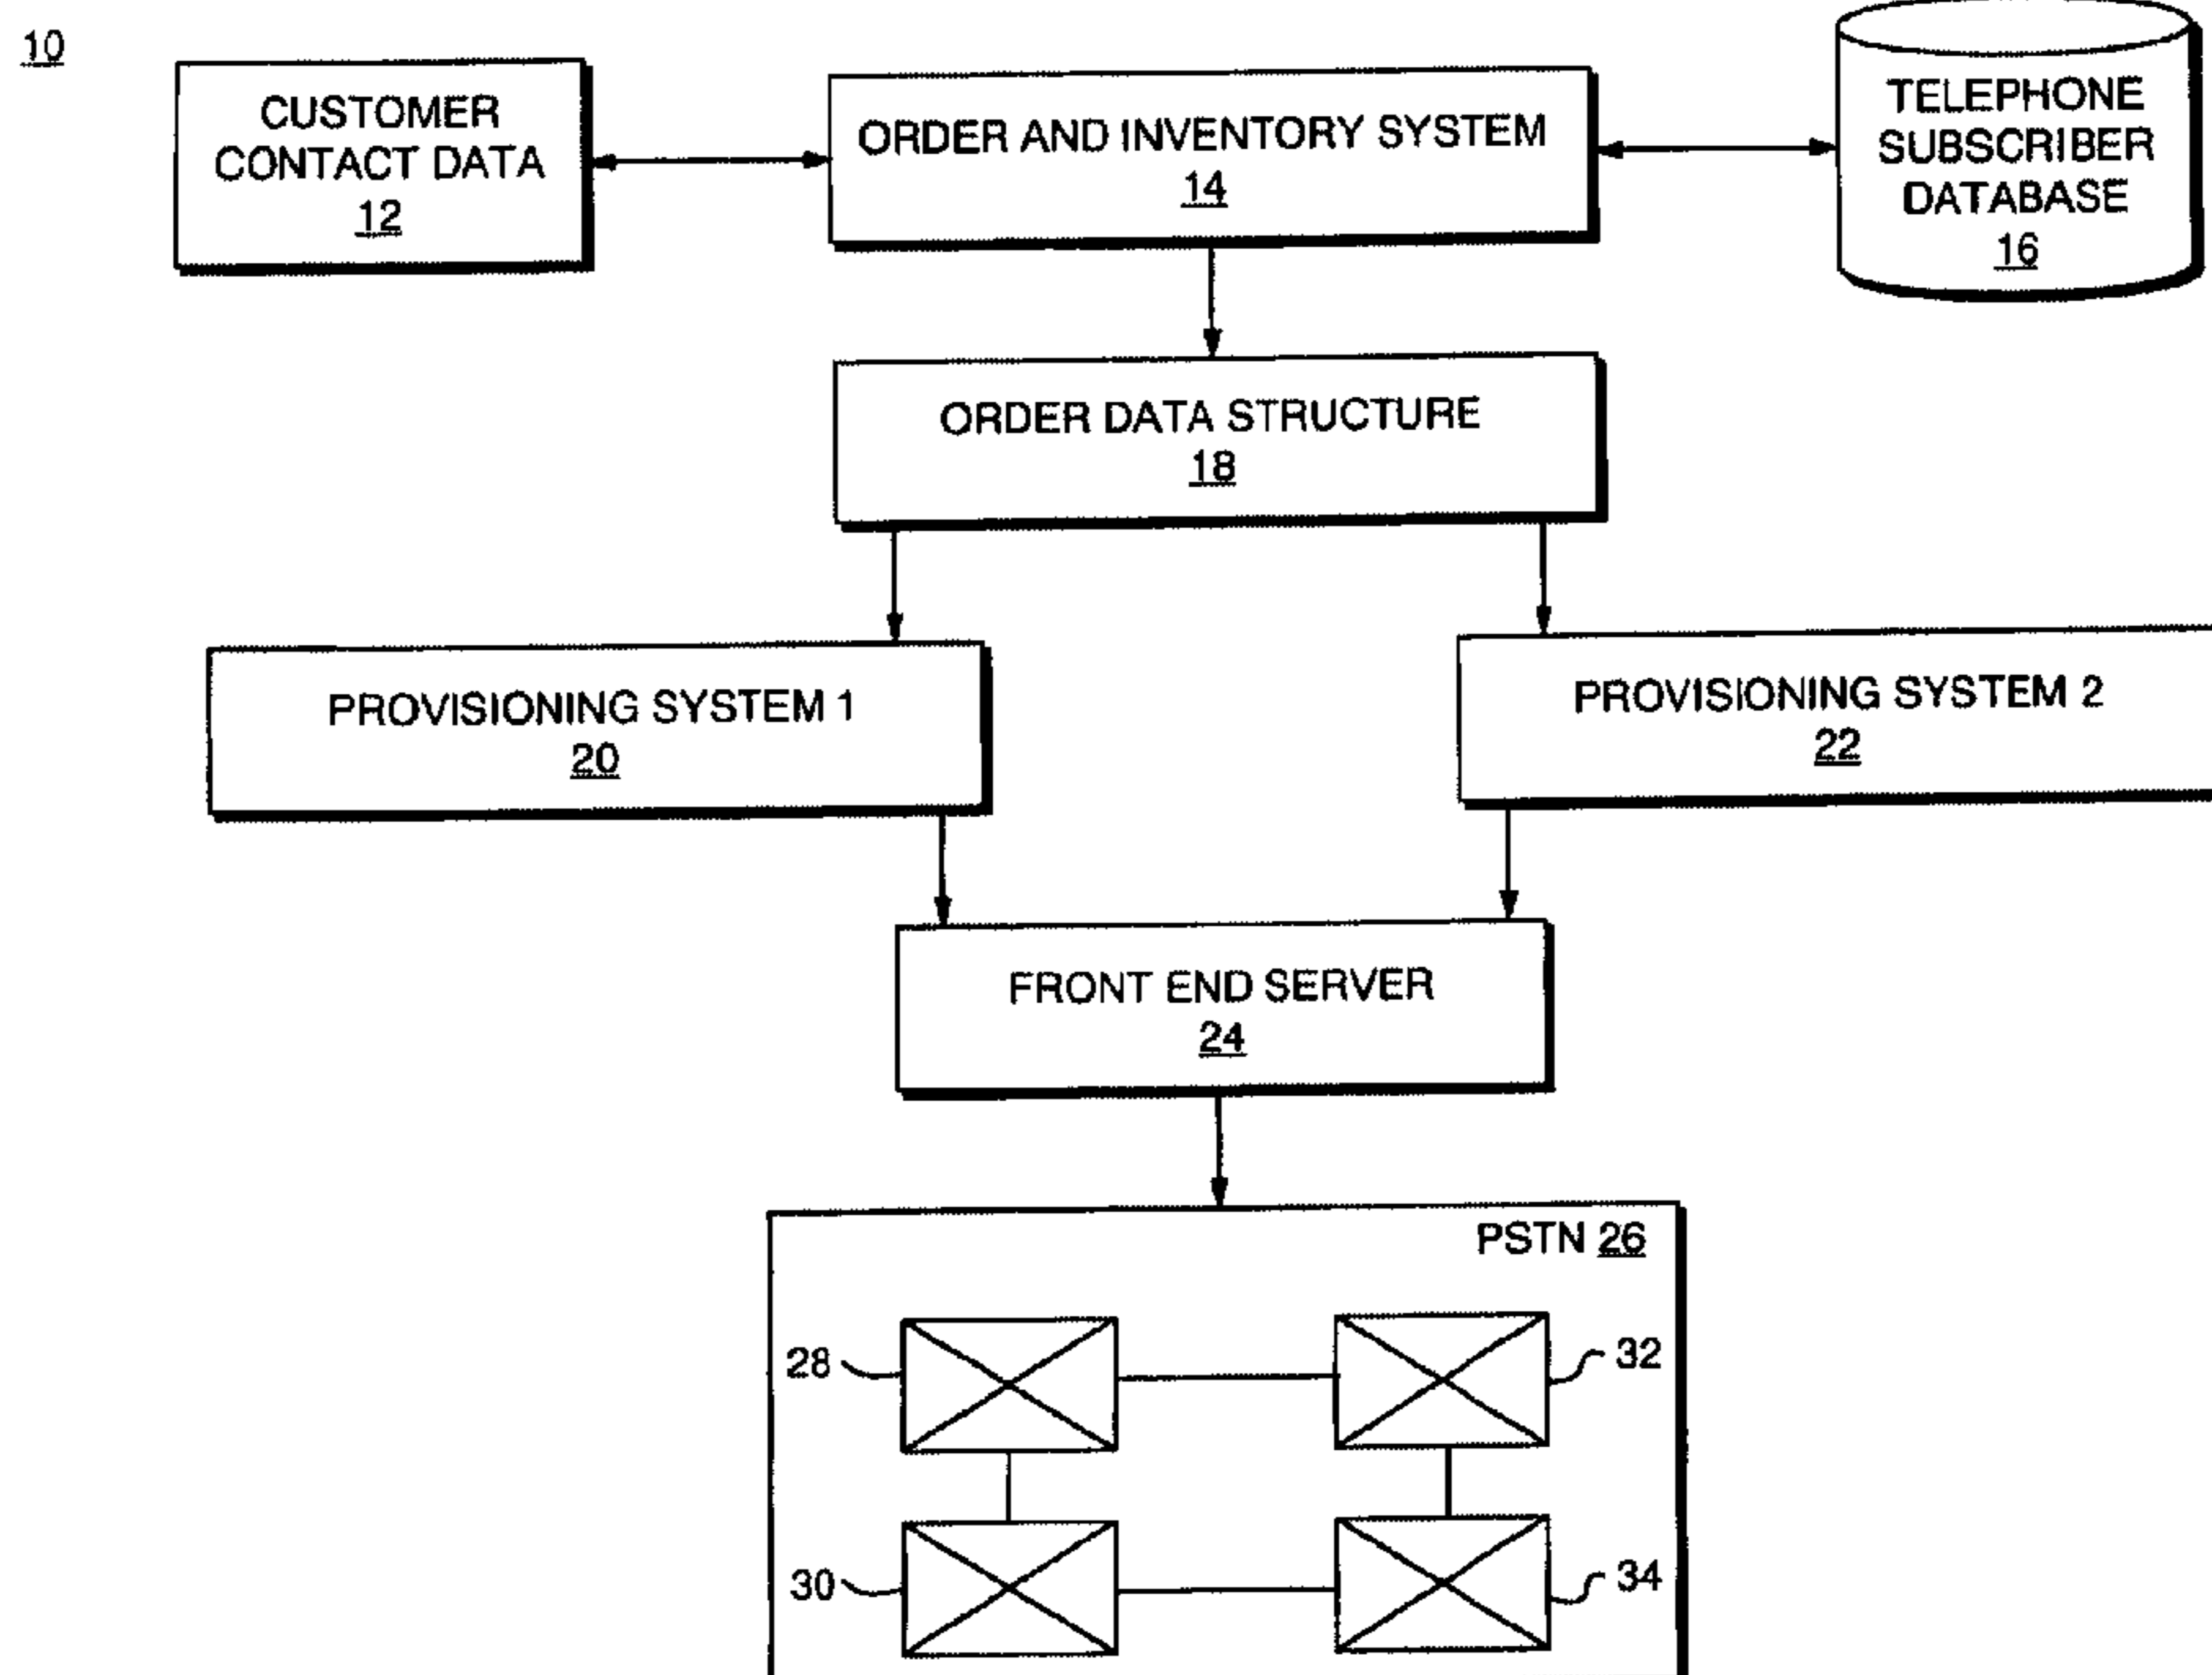 10
CUSTOMER
CONTACT DATA
12
ORDER AND INVENTORY SYSTEM
14
TELEPHONE
SUBSCRIBER
DATABASE
16
ORDER DATA STRUCTURE
18
PROVISIONING SYSTEM 1
20
PROVISIONING SYSTEM 2
22
FRONT END SERVER
24
PSTN 26
28
32
30
34